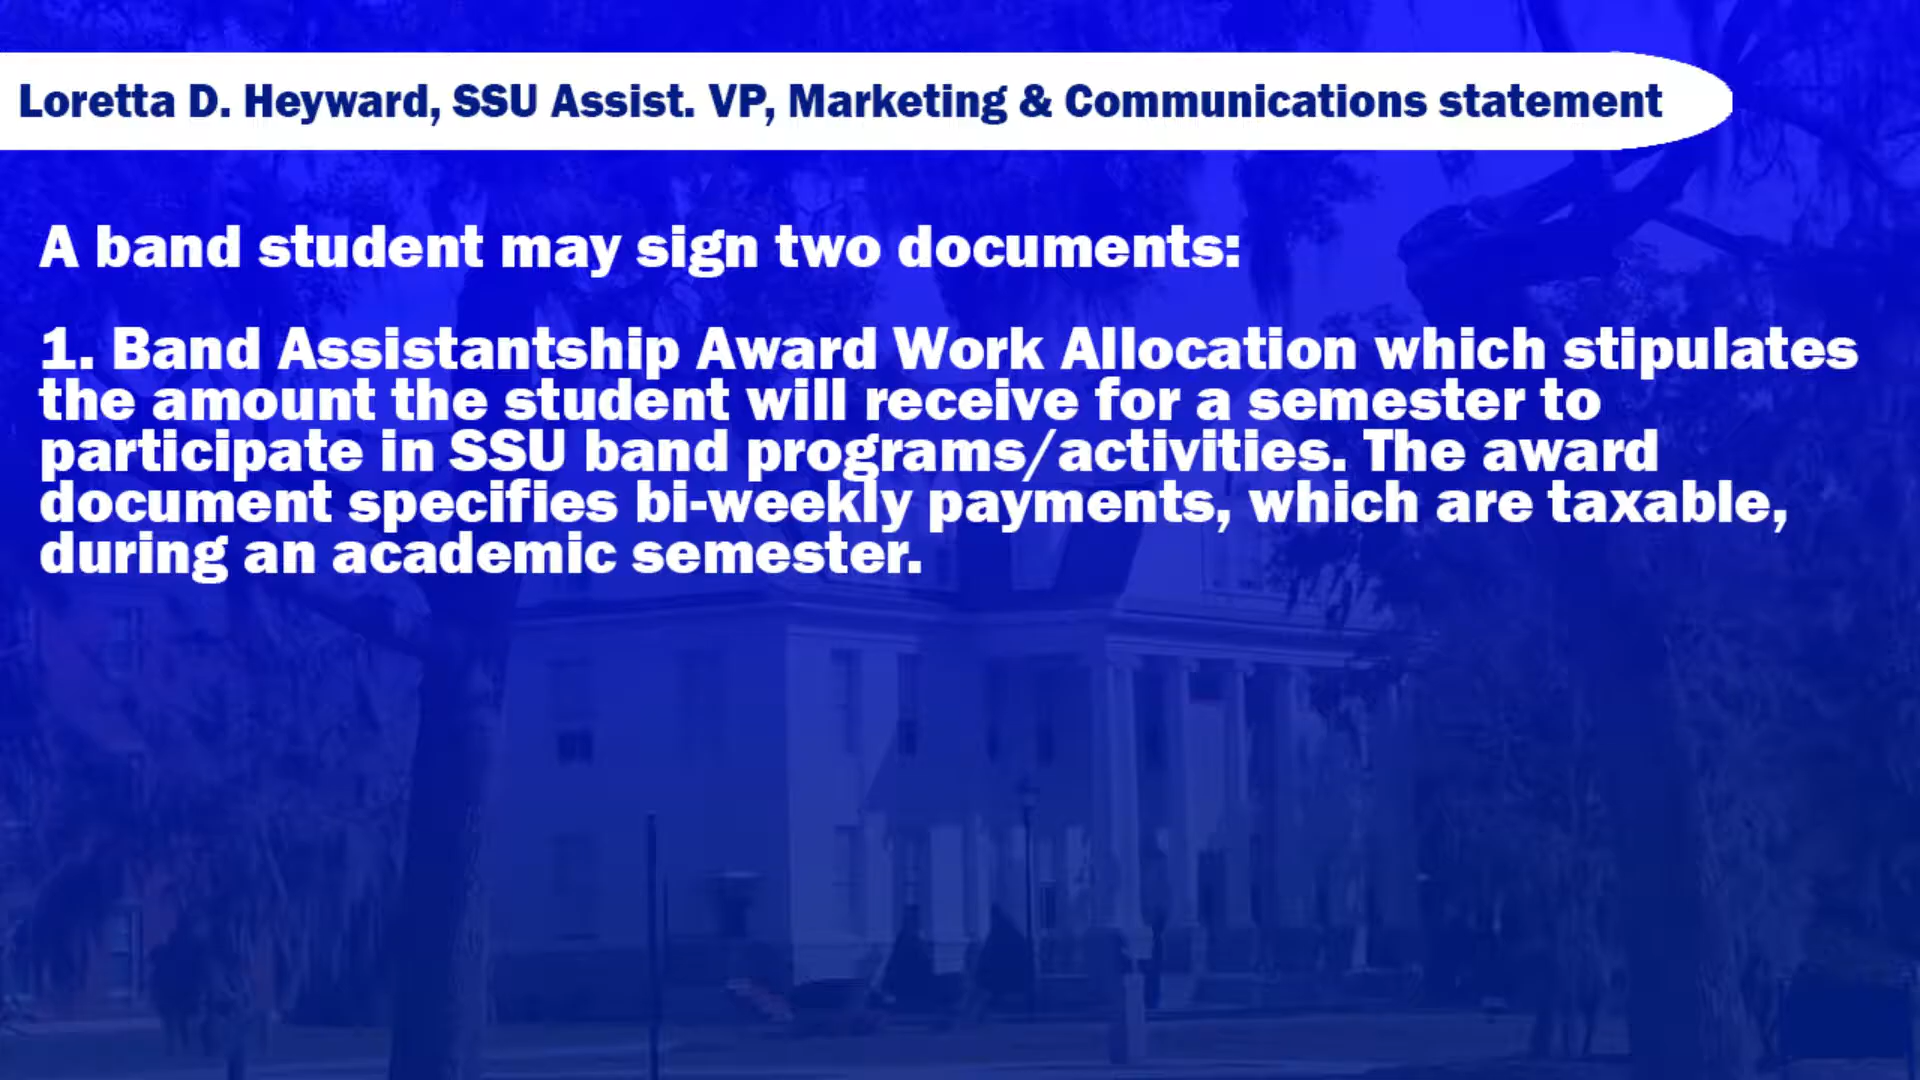 Loretta D. Heyward, SSU Assist. VP, Marketing & Communications statement
A band student may sign two documents:
1. Band Assistantship Award Work Allocation which stipulates
the amount the student will receive for a semester to
participate in SSU band programs/activities. The award
document specifies bi-weekly payments, which are taxable,
during an academic semester.